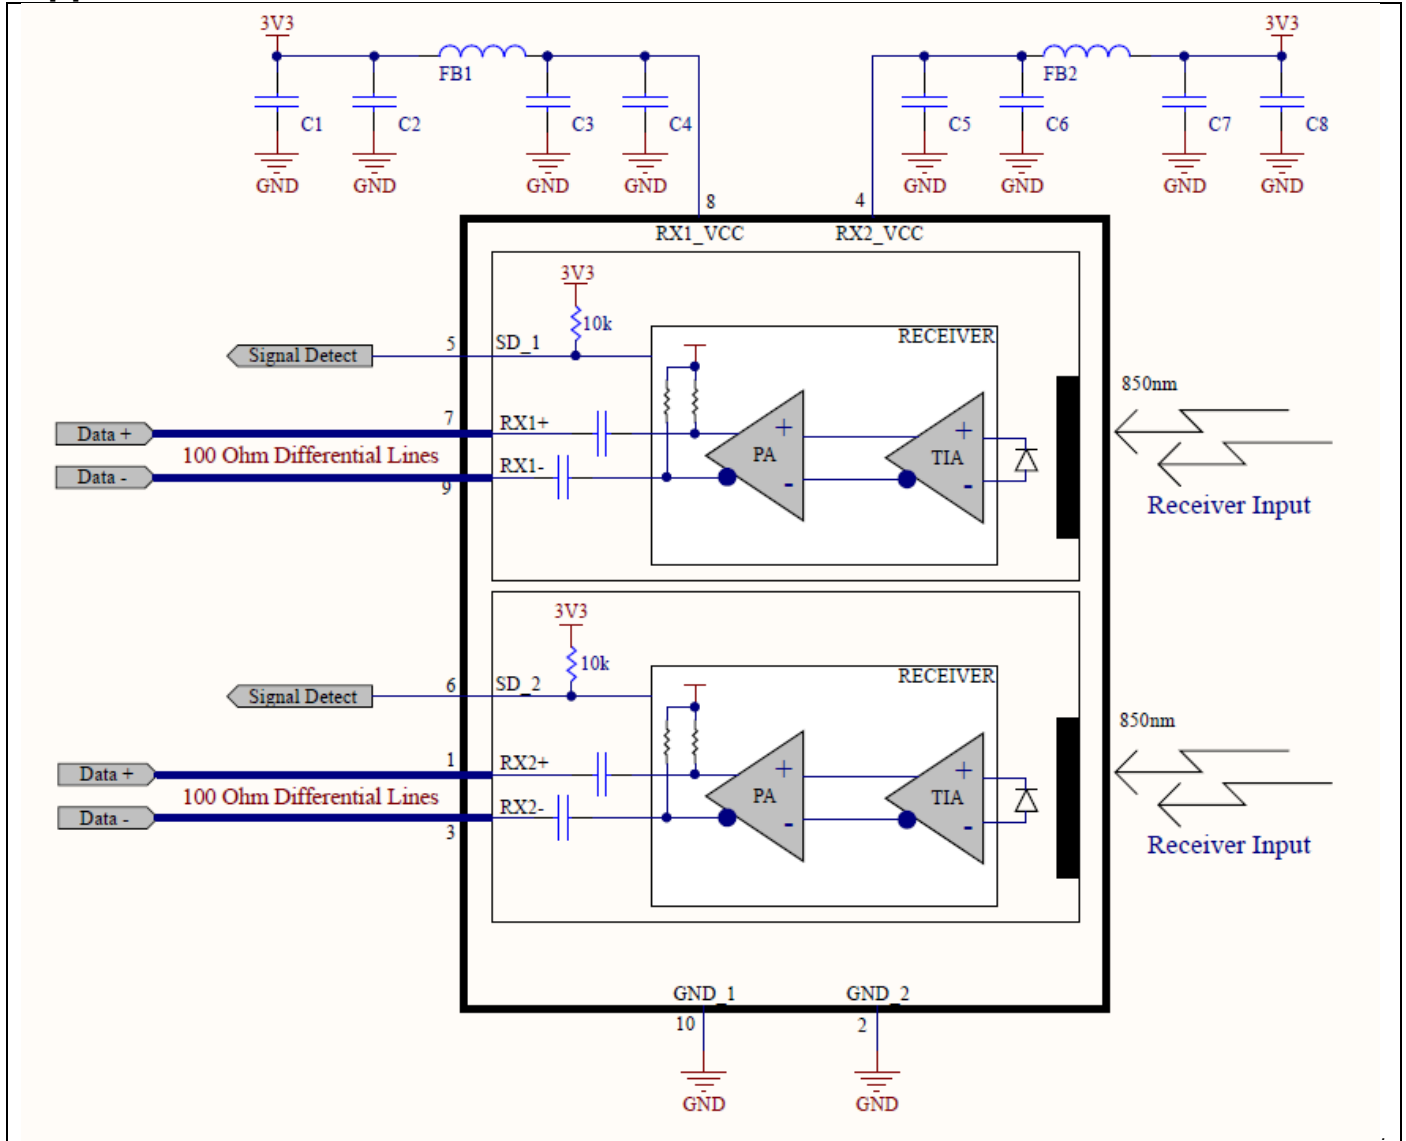 3V3
3V3
FB1
FB2
C1
C2
C3
C4
C5
C6
C7
C8
GND
GND
GND
GND
GND
GND
GND
GND
8
4
RX1_VCC
RX2_VCC
3V3
10k
RECEIVER
Signal Detect
5
SD_1
850nm
Data +
7
RX1+
+
PA
+
TIA
100 Ohm Differential Lines
Data -
9
RX1-
-
-
Receiver Input
3V3
10k
RECEIVER
Signal Detect
6
SD_2
850nm
Data +
1
RX2+
+
PA
+
TIA
100 Ohm Differential Lines
Data -
3
RX2-
-
-
Receiver Input
GND_1
GND_2
10
2
GND
GND